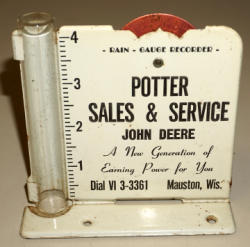 - RAIN - GAUGE RECORDER -
POTTER
SALES & SERVICE
JOHN DEERE
A New Generation of
Earning Power for You
Dial VI 3-3361 Mauston, Wis.
4
3
2
1